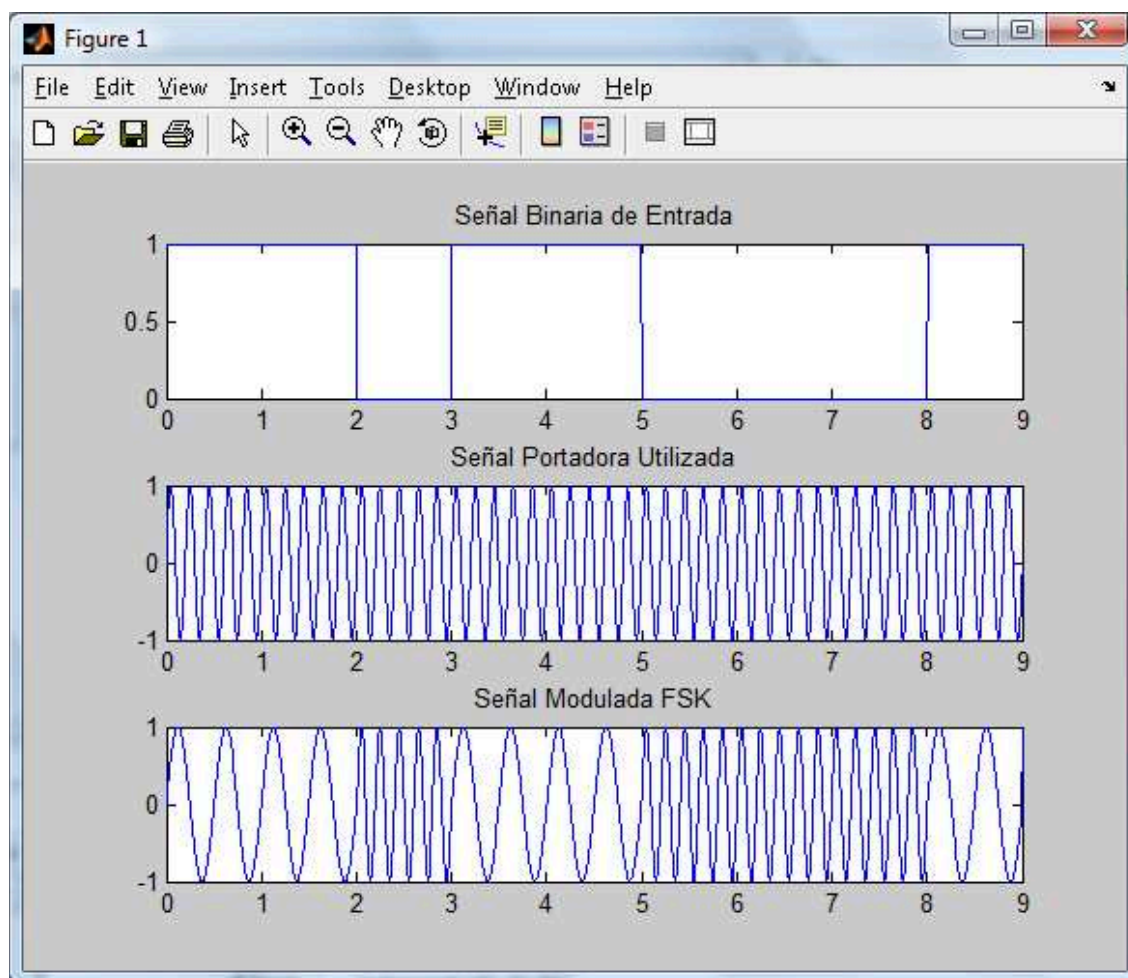 Figure 1
File Edit View Insert Tools Desktop Window Help
Señal Binaria de Entrada
1
0.5
0
0 1 2 3 4 5 6 7 8 9
Señal Portadora Utilizada
1
0
-1
0 1 2 3 4 5 6 7 8 9
Señal Modulada FSK
1
0
-1
0 1 2 3 4 5 6 7 8 9